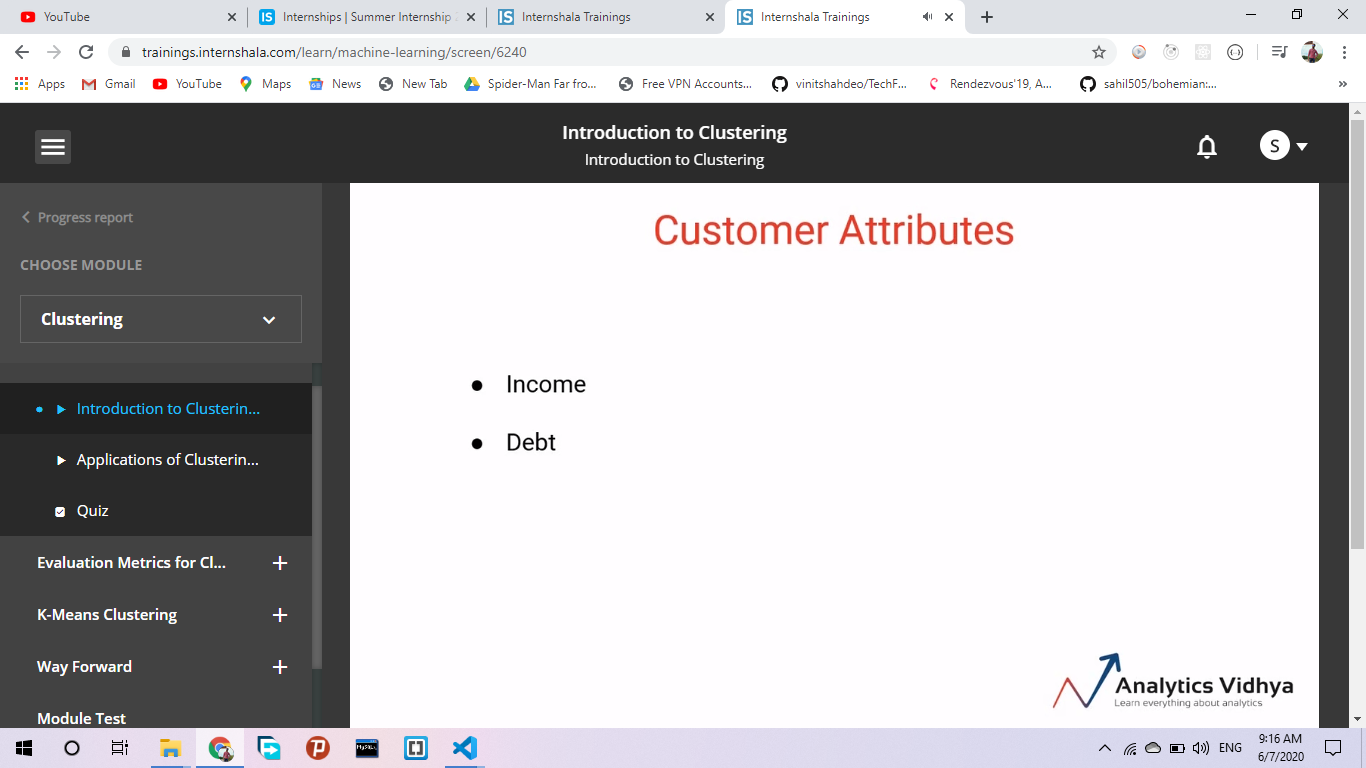 YouTube
Internships | Summer Internship
Internshala Trainings
Internshala Trainings
trainings.internshala.com/learn/machine-learning/screen/6240
Apps
Gmail
YouTube
Maps
News
New Tab
Spider-Man Far fro...
Free VPN Accounts...
vinitshahdeo/TechF...
Rendezvous'19, A...
sahil505/bohemian:...
Introduction to Clustering
Introduction to Clustering
S
Progress report
CHOOSE MODULE
Clustering
Introduction to Clusterin...
Applications of Clusterin...
Quiz
Evaluation Metrics for Cl...
K-Means Clustering
Way Forward
Module Test
Customer Attributes
● Income
● Debt
Analytics Vidhya
Learn everything about analytics
ENG
9:16 AM
6/7/2020